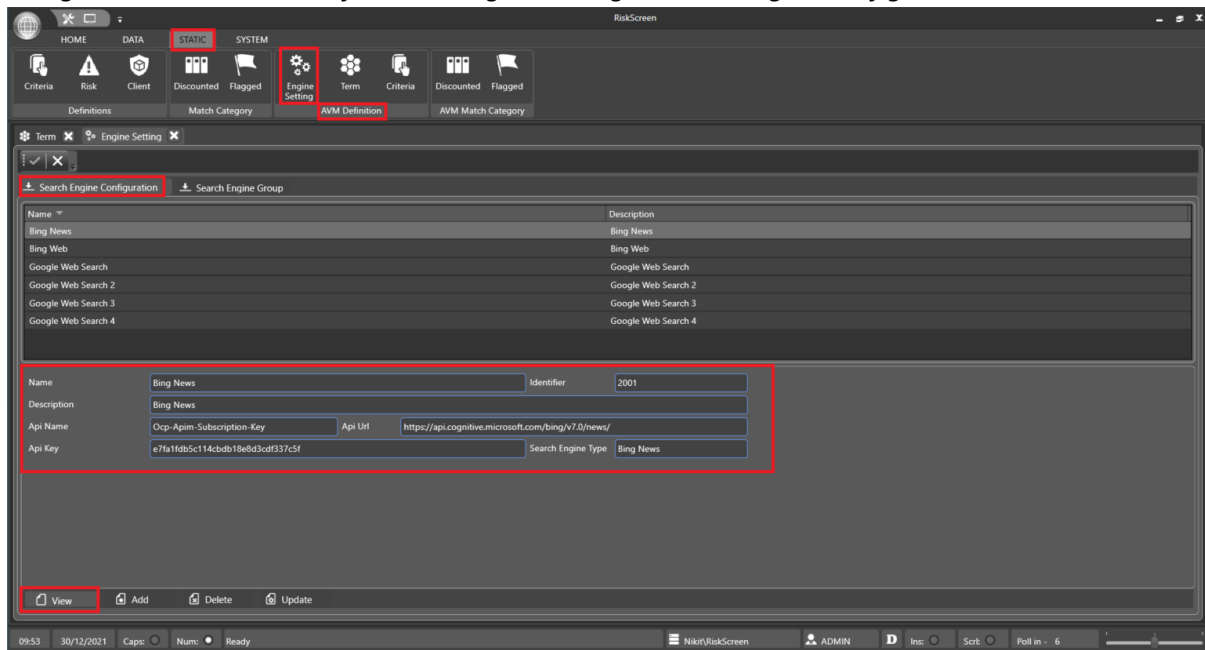 RiskScreen
HOME DATA STATIC SYSTEM
Criteria Risk Client Discounted Flagged Engine Setting Term Criteria Discounted Flagged
Definitions Match Category AVM Definition AVM Match Category
Term Engine Setting
Search Engine Configuration Search Engine Group
Name Description
Bing News Bing News
Bing Web Bing Web
Google Web Search Google Web Search
Google Web Search 2 Google Web Search 2
Google Web Search 3 Google Web Search 3
Google Web Search 4 Google Web Search 4
Name Bing News Identifier 2001
Description Bing News
Api Name Ocp-Apim-Subscription-Key Api Url https://api.cognitive.microsoft.com/bing/v7.0/news/
Api Key e7fa1fdb5c114cbdb18e8d3cdf337c5f Search Engine Type Bing News
View Add Delete Update
09:53 30/12/2021 Caps: Num: Ready Nikit\RiskScreen ADMIN D Ins: Scrl: Poll in - 6